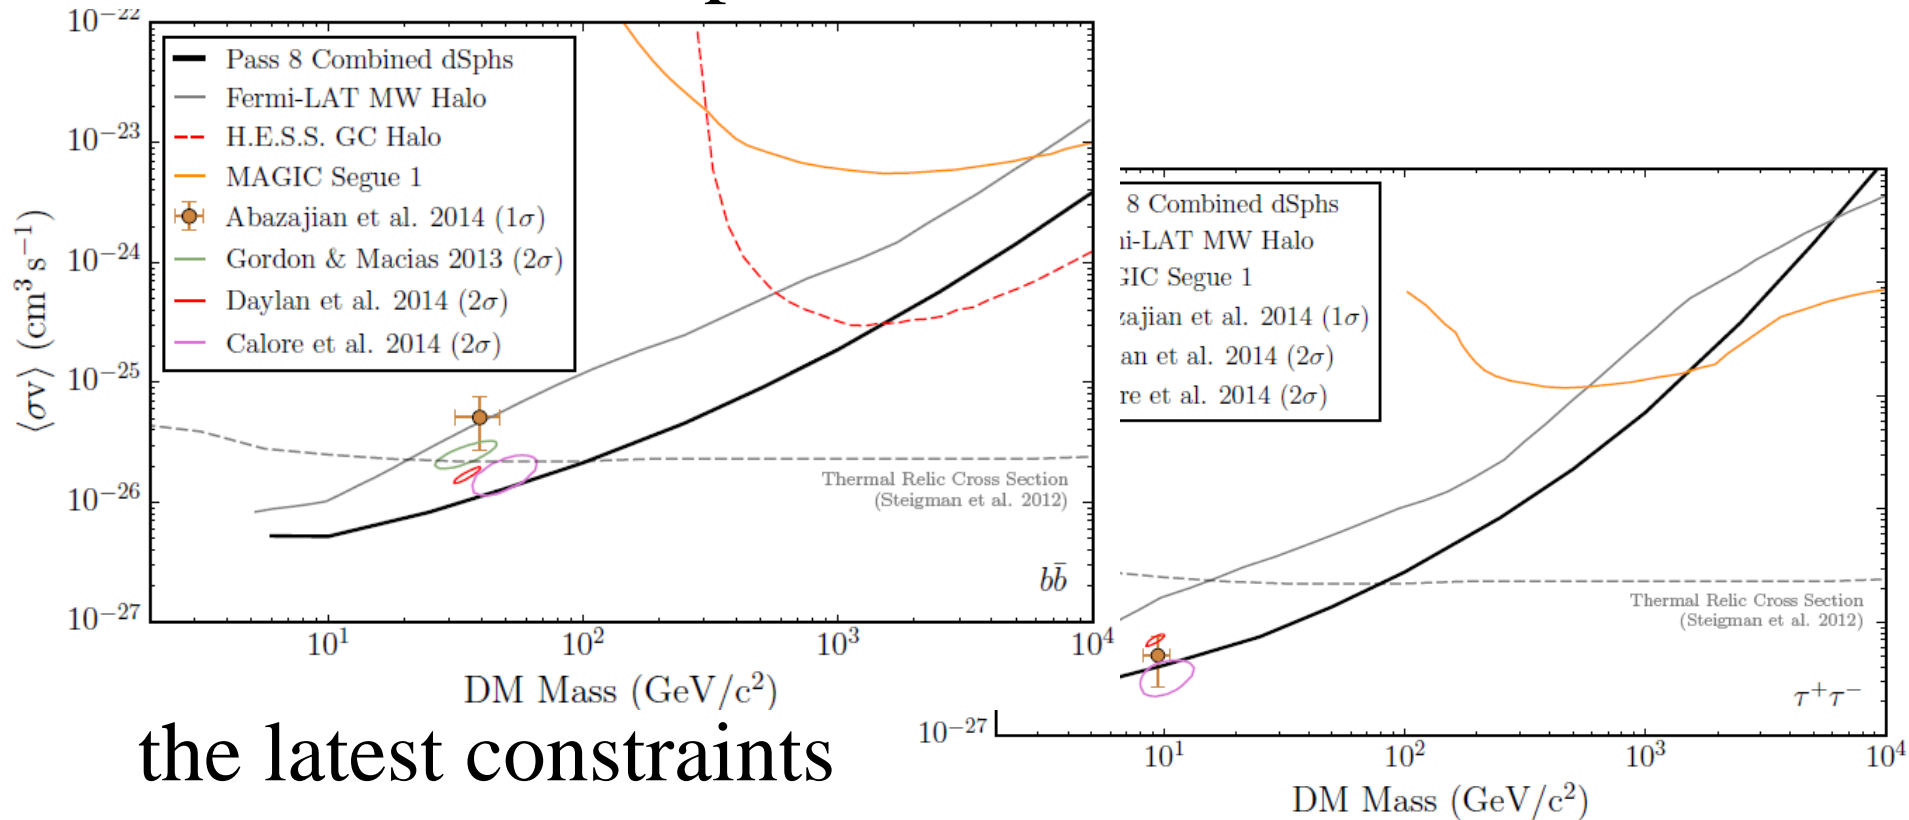 10⁻²²
10⁻²³
10⁻²⁴
10⁻²⁵
10⁻²⁶
10⁻²⁷
⟨σv⟩ (cm³ s⁻¹)
Pass 8 Combined dSphs
Fermi-LAT MW Halo
H.E.S.S. GC Halo
MAGIC Segue 1
Abazajian et al. 2014 (1σ)
Gordon & Macias 2013 (2σ)
Daylan et al. 2014 (2σ)
Calore et al. 2014 (2σ)
Thermal Relic Cross Section
(Steigman et al. 2012)
bb̄
10¹ 10² 10³ 10⁴
DM Mass (GeV/c²)
8 Combined dSphs
i-LAT MW Halo
GIC Segue 1
zajian et al. 2014 (1σ)
an et al. 2014 (2σ)
re et al. 2014 (2σ)
Thermal Relic Cross Section
(Steigman et al. 2012)
τ⁺τ⁻
10⁻²⁷
10¹ 10² 10³ 10⁴
DM Mass (GeV/c²)
the latest constraints